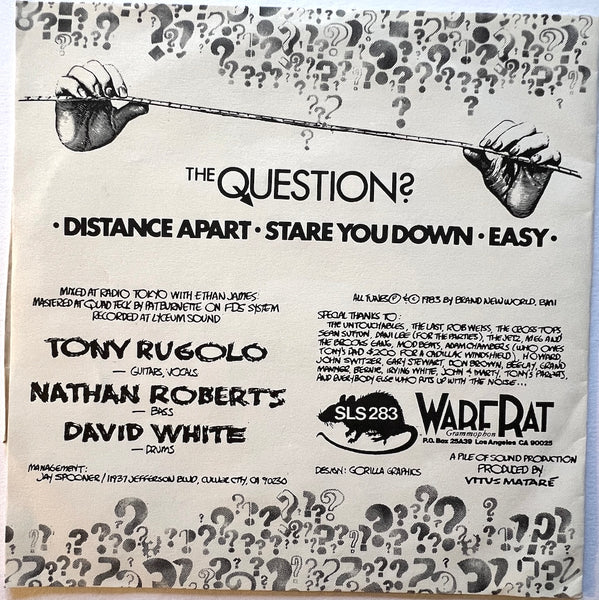 THE QUESTION?
· DISTANCE APART · STARE YOU DOWN · EASY ·
MIXED AT RADIO TOKYO WITH ETHAN JAMES
MASTERED AT QUAD TECK BY PAT BURNETTE ON FDS SYSTEM
RECORDED AT LYCEUM SOUND
TONY RUGOLO
— GUITARS, VOCALS
NATHAN ROBERTS
— BASS
DAVID WHITE
— DRUMS
MANAGEMENT:
JAY SPOONER / 11937 JEFFERSON BLVD, CULVER CITY, CA 90230
ALL TUNES Ⓟ & © 1983 BY BRAND NEW WORLD, BMI
SPECIAL THANKS TO:
THE UNTOUCHABLES, THE LAST, ROB WEISS, THE CROSS TOPS,
SEAN SUTTON, DANI LEE (FOR THE PARTIES), THE JETZ, MEG AND
THE BROOKS GANG, MOD BEATS, ADAM CHAMBERS (WHO OWES
TONY'S DAD $200 FOR A CADILLAC WINDSHIELD), HOWARD,
JOHN SWITZER, GARY STEWART, DON BROWN, BEECAY, GRAND
MANNER, BERNIE, IRVING WHITE, JOHN & MARTY, TONY'S PARENTS,
AND EVERYBODY ELSE WHO PUTS UP WITH THE NOISE...
SLS 283
WARF RAT
Grammophon
P.O. Box 25A39 Los Angeles CA 90025
DESIGN: GORILLA GRAPHICS
A PILE OF SOUND PRODUCTION
PRODUCED BY
VITUS MATARÉ